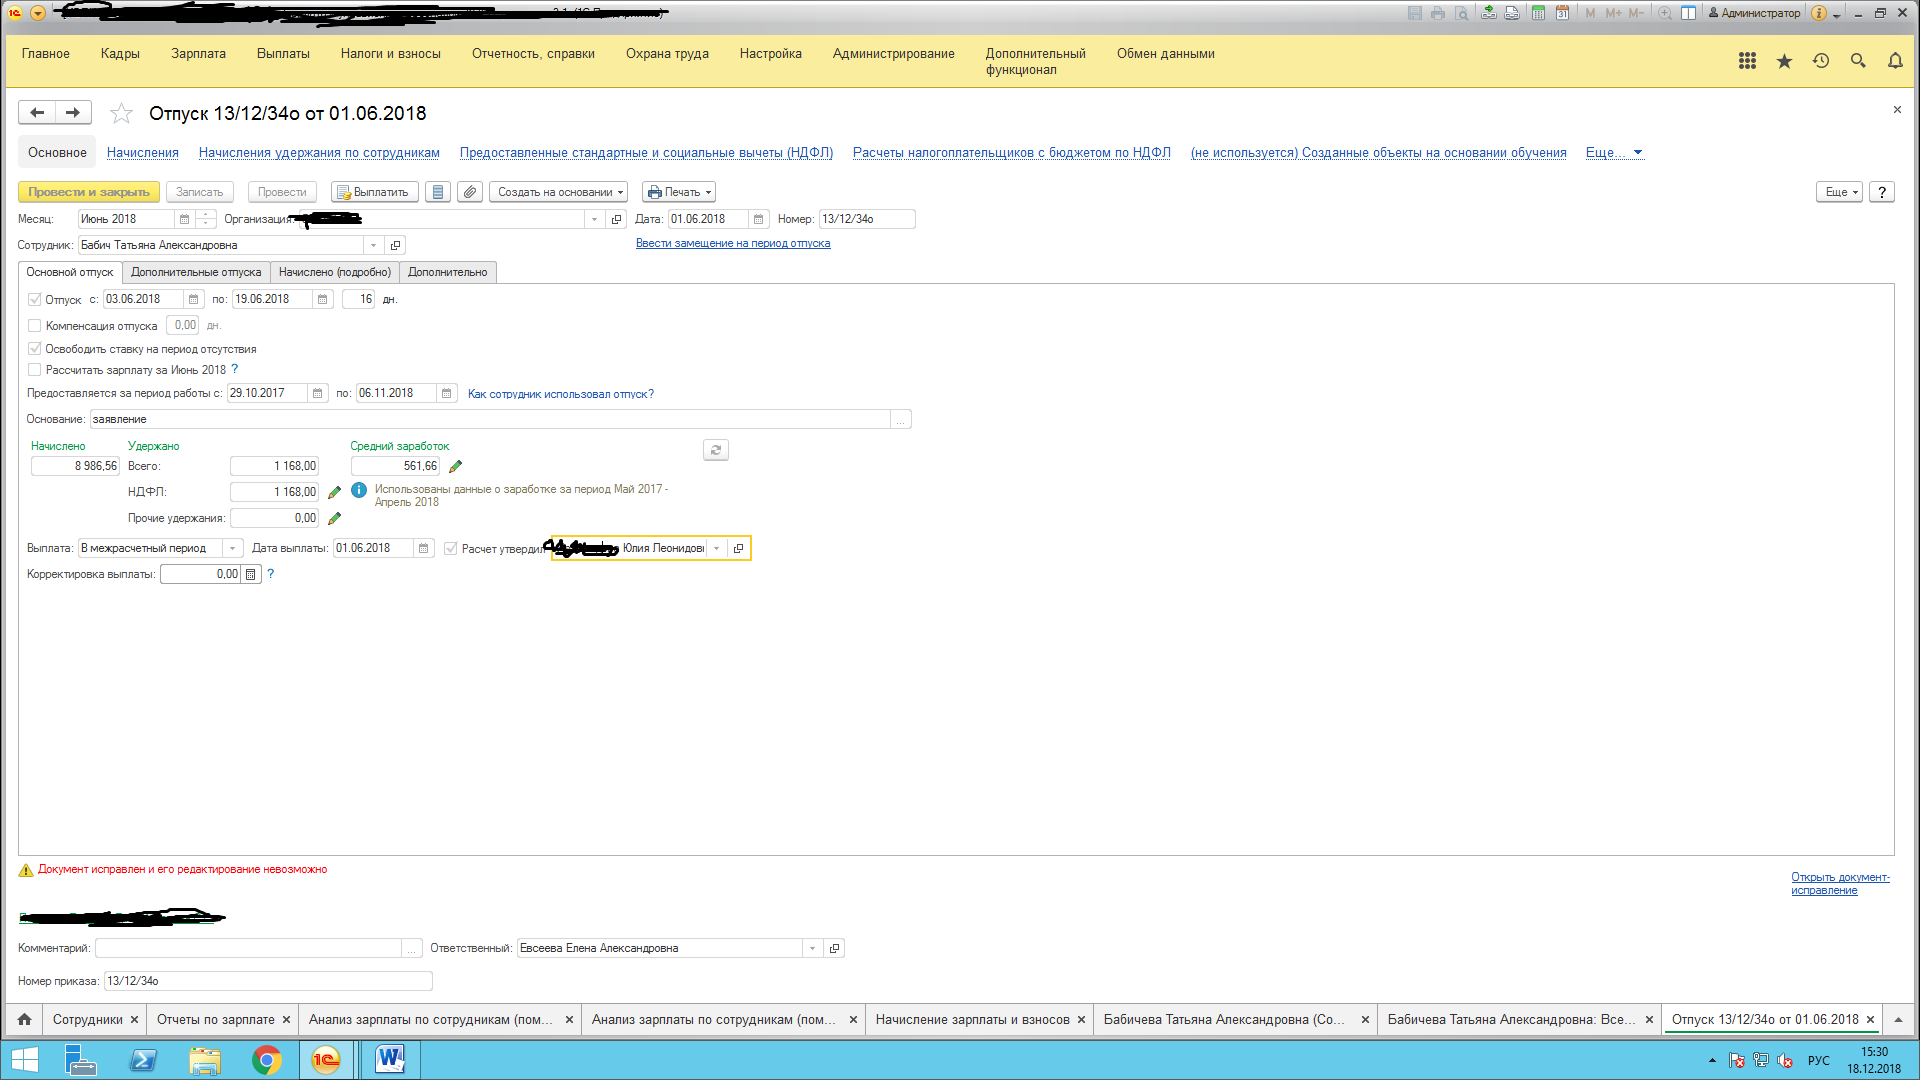 Администратор
Главное Кадры Зарплата Выплаты Налоги и взносы Отчетность, справки Охрана труда Настройка Администрирование Дополнительный функционал Обмен данными
Отпуск 13/12/34о от 01.06.2018
Основное Начисления Начисления удержания по сотрудникам Предоставленные стандартные и социальные вычеты (НДФЛ) Расчеты налогоплательщиков с бюджетом по НДФЛ (не используется) Созданные объекты на основании обучения Еще...
Провести и закрыть Записать Провести Выплатить Создать на основании Печать Еще ?
Месяц: Июнь 2018 Организация: Дата: 01.06.2018 Номер: 13/12/34о
Сотрудник: Бабич Татьяна Александровна Ввести замещение на период отпуска
Основной отпуск Дополнительные отпуска Начислено (подробно) Дополнительно
Отпуск с: 03.06.2018 по: 19.06.2018 16 дн.
Компенсация отпуска 0,00 дн.
Освободить ставку на период отсутствия
Рассчитать зарплату за Июнь 2018 ?
Предоставляется за период работы с: 29.10.2017 по: 06.11.2018 Как сотрудник использовал отпуск?
Основание: заявление ...
Начислено Удержано Средний заработок
8 986,56 Всего: 1 168,00 561,66
НДФЛ: 1 168,00 Использованы данные о заработке за период Май 2017 -
Апрель 2018
Прочие удержания: 0,00
Выплата: В межрасчетный период Дата выплаты: 01.06.2018 Расчет утвердил Юлия Леонидовн
Корректировка выплаты: 0,00 ?
Документ исправлен и его редактирование невозможно
Открыть документ-
исправление
Комментарий: ... Ответственный: Евсеева Елена Александровна
Номер приказа: 13/12/34о
Сотрудники Отчеты по зарплате Анализ зарплаты по сотрудникам (пом... Анализ зарплаты по сотрудникам (пом... Начисление зарплаты и взносов Бабичева Татьяна Александровна (Со... Бабичева Татьяна Александровна: Все... Отпуск 13/12/34о от 01.06.2018
РУС 15:30
18.12.2018